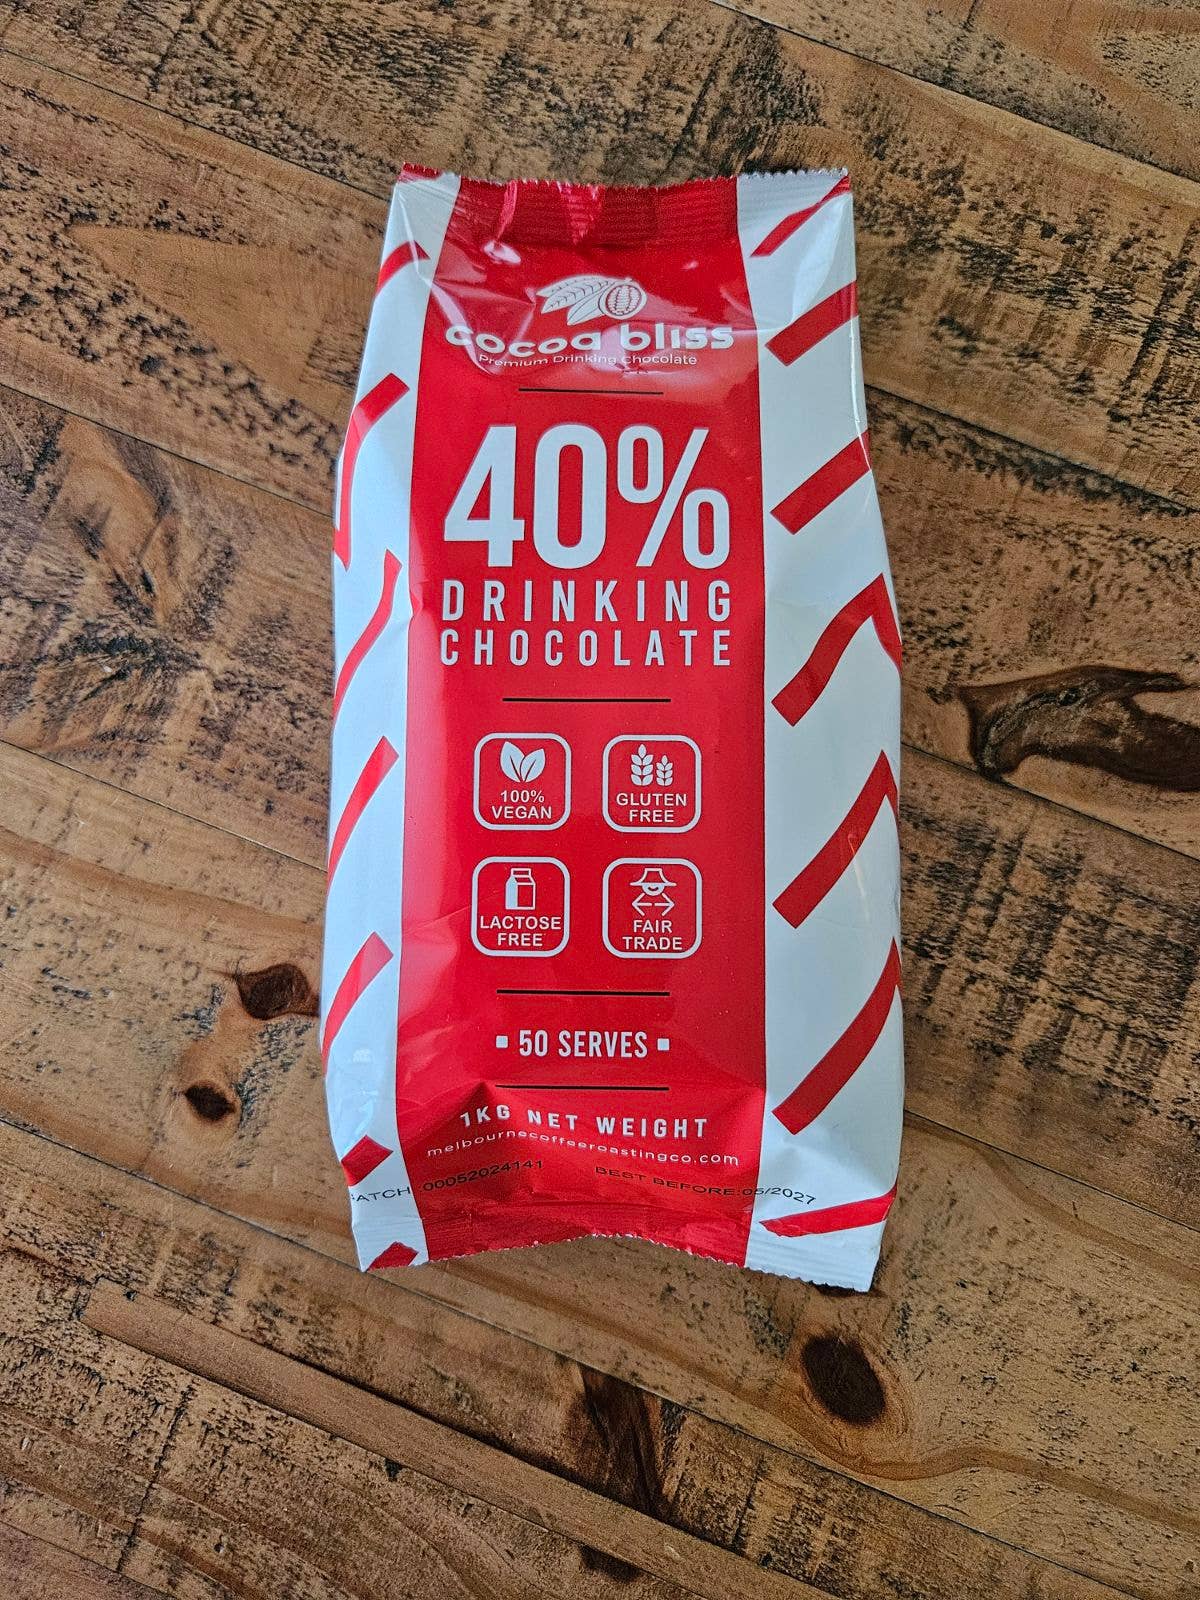 cocoa bliss
Premium Drinking Chocolate
40%
DRINKING
CHOCOLATE
100%
VEGAN
GLUTEN
FREE
LACTOSE
FREE
FAIR
TRADE
50 SERVES
1KG NET WEIGHT
melbournecoffeeroastingco.com
BATCH:00052024141 BEST BEFORE:05/2027